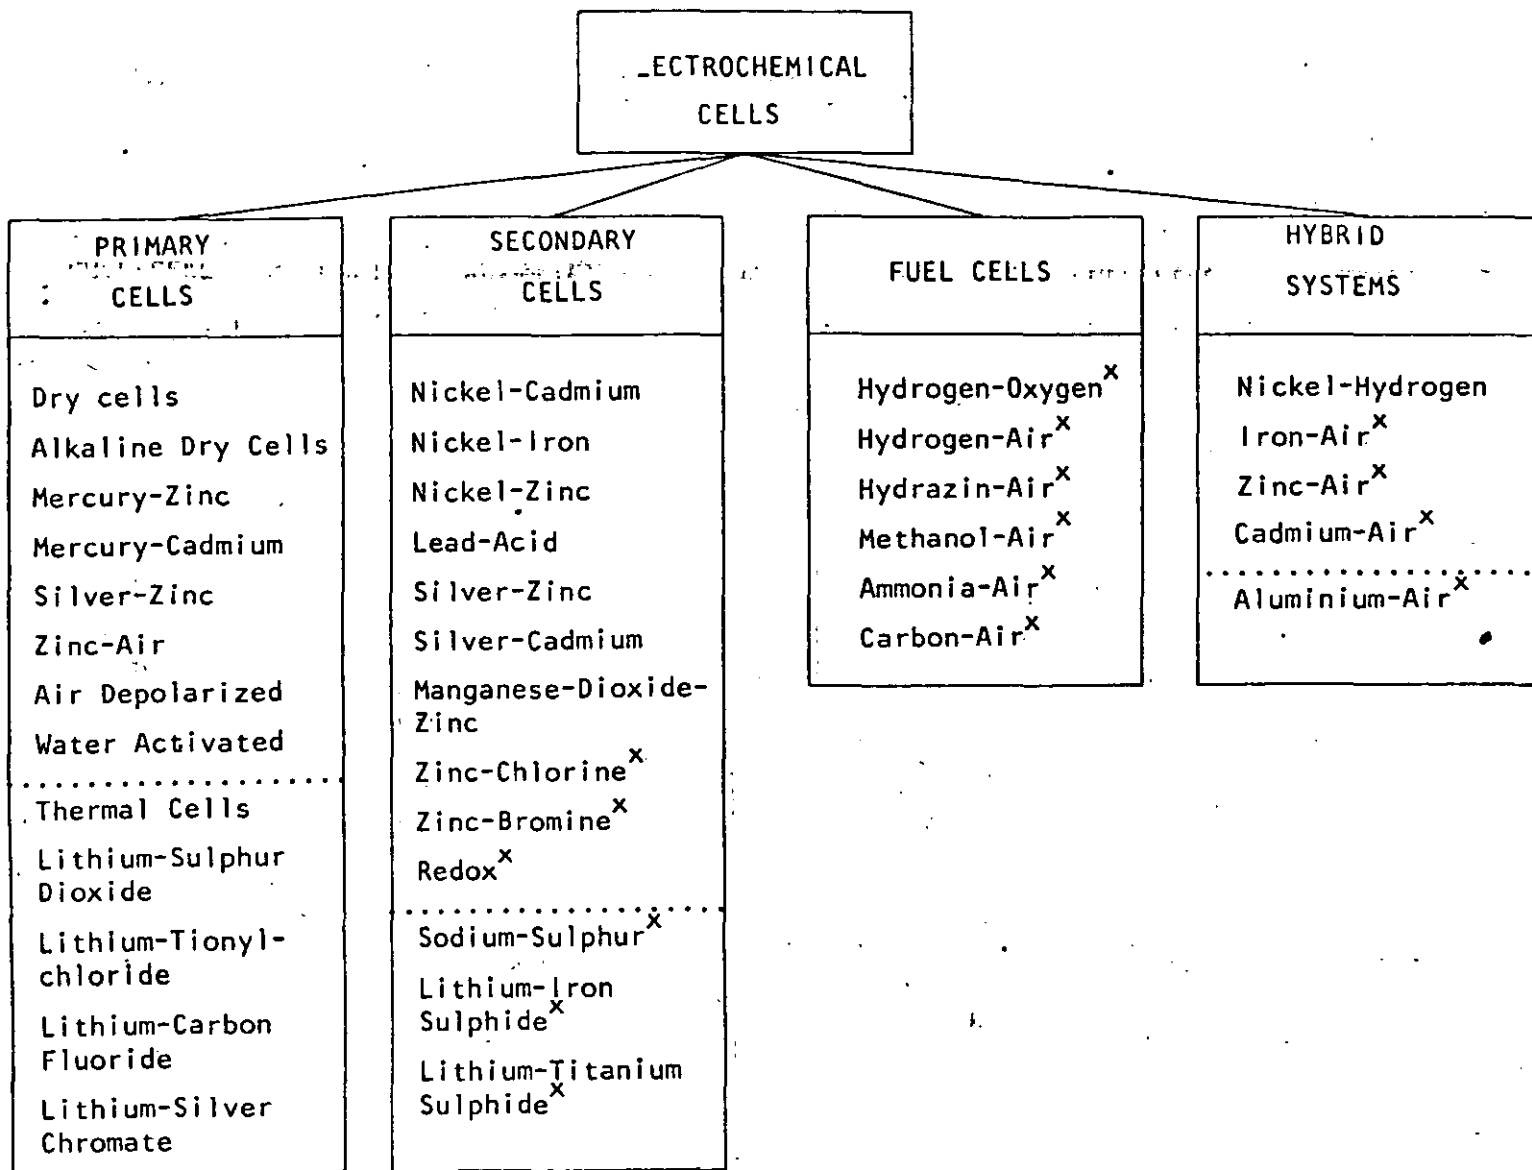 _ECTROCHEMICAL
CELLS
PRIMARY
CELLS
Dry cells
Alkaline Dry Cells
Mercury-Zinc
Mercury-Cadmium
Silver-Zinc
Zinc-Air
Air Depolarized
Water Activated
Thermal Cells
Lithium-Sulphur
Dioxide
Lithium-Tionyl-
chloride
Lithium-Carbon
Fluoride
Lithium-Silver
Chromate
SECONDARY
CELLS
Nickel-Cadmium
Nickel-Iron
Nickel-Zinc
Lead-Acid
Silver-Zinc
Silver-Cadmium
Manganese-Dioxide-
Zinc
Zinc-Chlorine^x
Zinc-Bromine^x
Redox^x
Sodium-Sulphur^x
Lithium-Iron
Sulphide^x
Lithium-Titanium
Sulphide^x
FUEL CELLS
Hydrogen-Oxygen^x
Hydrogen-Air^x
Hydrazin-Air^x
Methanol-Air^x
Ammonia-Air^x
Carbon-Air^x
HYBRID
SYSTEMS
Nickel-Hydrogen
Iron-Air^x
Zinc-Air^x
Cadmium-Air^x
Aluminium-Air^x